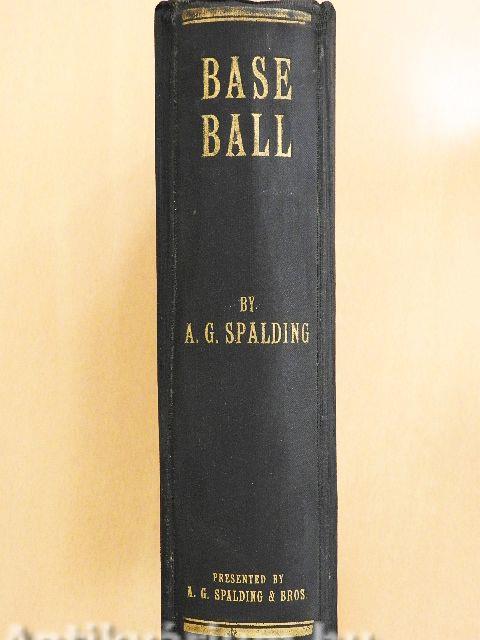 BASE
BALL
BY
A. G. SPALDING
PRESENTED BY
A. G. SPALDING & BROS.